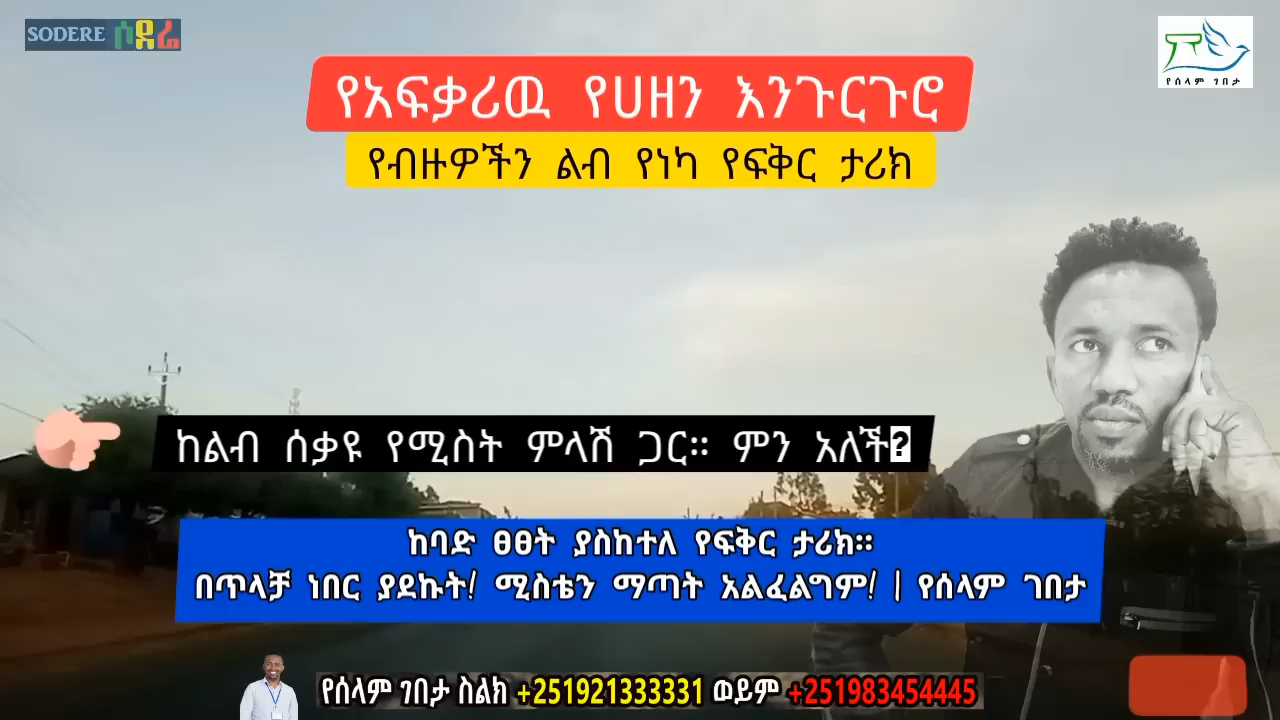 SODERE ሶደሬ
የሰላም ገበታ
የአፍቃሪዉ የሀዘን እንጉርጉሮ
የብዙዎችን ልብ የነካ የፍቅር ታሪክ
ከልብ ሰቃዩ የሚስት ምላሽ ጋር። ምን አለች
ከባድ ፀፀት ያስከተለ የፍቅር ታሪክ።
በጥላቻ ነበር ያደኩት! ሚስቴን ማጣት አልፈልግም! | የሰላም ገበታ
የሰላም ገበታ ስልክ +251921333331 ወይም +251983454445